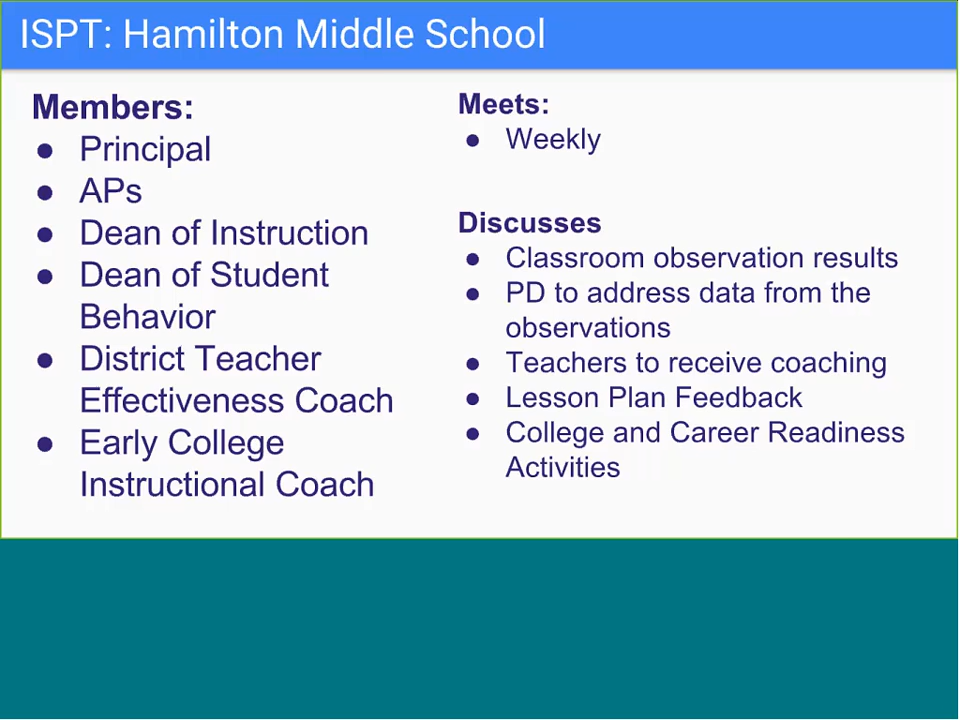 ISPT: Hamilton Middle School
Members:
● Principal
● APs
● Dean of Instruction
● Dean of Student
Behavior
● District Teacher
Effectiveness Coach
● Early College
Instructional Coach
Meets:
● Weekly
Discusses
● Classroom observation results
● PD to address data from the
observations
● Teachers to receive coaching
● Lesson Plan Feedback
● College and Career Readiness
Activities